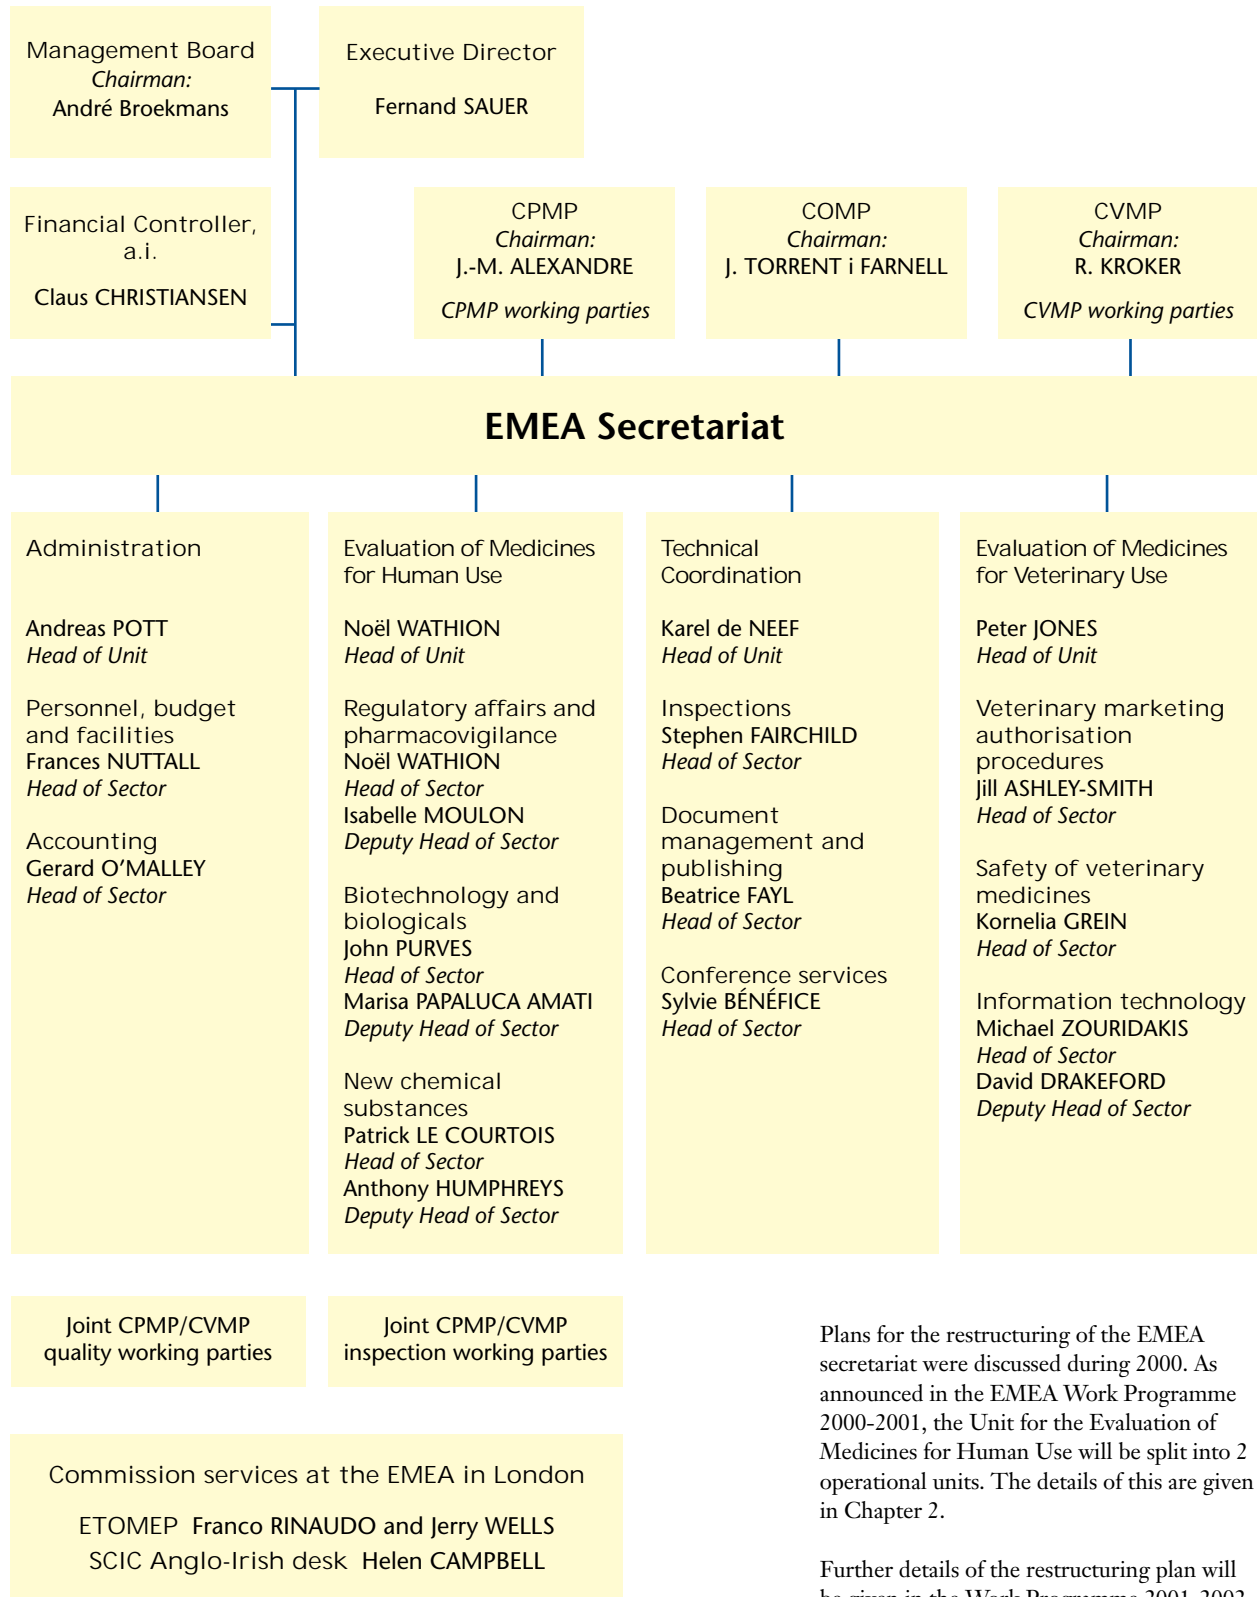 Management Board
Chairman:
André Broekmans
Executive Director
Fernand SAUER
Financial Controller,
a.i.
Claus CHRISTIANSEN
CPMP
Chairman:
J.-M. ALEXANDRE
CPMP working parties
COMP
Chairman:
J. TORRENT i FARNELL
CVMP
Chairman:
R. KROKER
CVMP working parties
EMEA Secretariat
Administration
Andreas POTT
Head of Unit
Personnel, budget
and facilities
Frances NUTTALL
Head of Sector
Accounting
Gerard O’MALLEY
Head of Sector
Evaluation of Medicines
for Human Use
Noël WATHION
Head of Unit
Regulatory affairs and
pharmacovigilance
Noël WATHION
Head of Sector
Isabelle MOULON
Deputy Head of Sector
Biotechnology and
biologicals
John PURVES
Head of Sector
Marisa PAPALUCA AMATI
Deputy Head of Sector
New chemical
substances
Patrick LE COURTOIS
Head of Sector
Anthony HUMPHREYS
Deputy Head of Sector
Technical
Coordination
Karel de NEEF
Head of Unit
Inspections
Stephen FAIRCHILD
Head of Sector
Document
management and
publishing
Beatrice FAYL
Head of Sector
Conference services
Sylvie BÉNÉFICE
Head of Sector
Evaluation of Medicines
for Veterinary Use
Peter JONES
Head of Unit
Veterinary marketing
authorisation
procedures
Jill ASHLEY-SMITH
Head of Sector
Safety of veterinary
medicines
Kornelia GREIN
Head of Sector
Information technology
Michael ZOURIDAKIS
Head of Sector
David DRAKEFORD
Deputy Head of Sector
Joint CPMP/CVMP
quality working parties
Joint CPMP/CVMP
inspection working parties
Commission services at the EMEA in London
ETOMEP Franco RINAUDO and Jerry WELLS
SCIC Anglo-Irish desk Helen CAMPBELL
Plans for the restructuring of the EMEA
secretariat were discussed during 2000. As
announced in the EMEA Work Programme
2000-2001, the Unit for the Evaluation of
Medicines for Human Use will be split into 2
operational units. The details of this are given
in Chapter 2.
Further details of the restructuring plan will
be given in the Work Programme 2001-2002